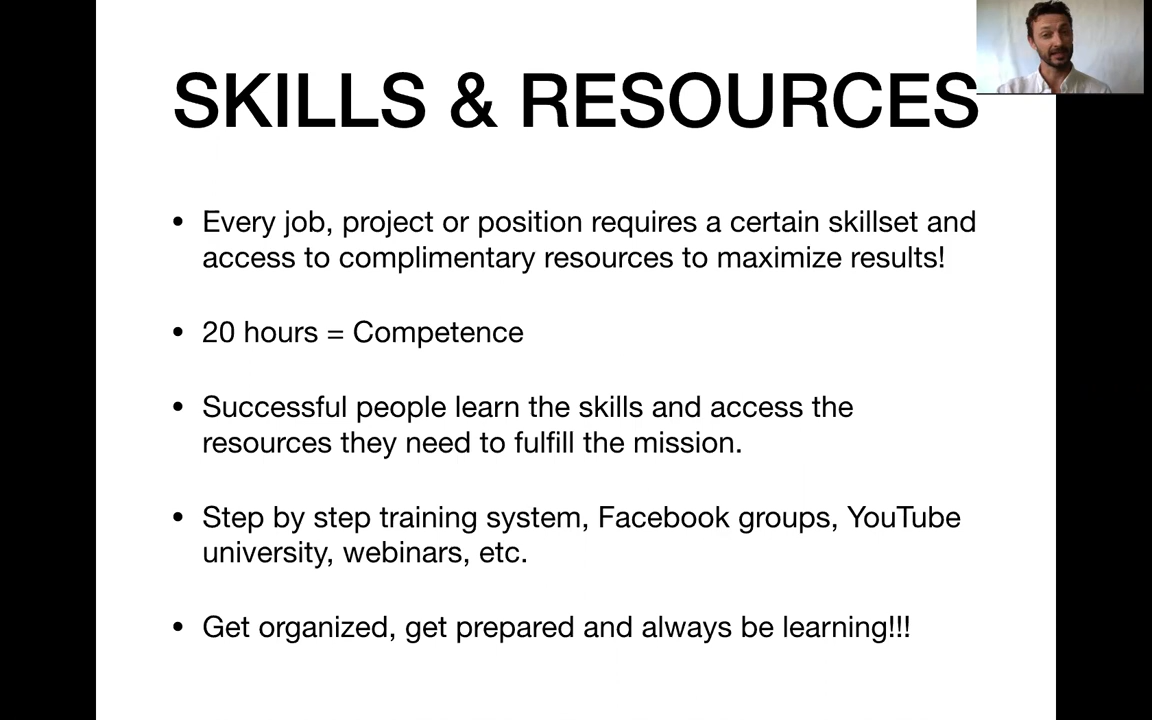 SKILLS & RESOURCES
• Every job, project or position requires a certain skillset and
access to complimentary resources to maximize results!
• 20 hours = Competence
• Successful people learn the skills and access the
resources they need to fulfill the mission.
• Step by step training system, Facebook groups, YouTube
university, webinars, etc.
• Get organized, get prepared and always be learning!!!